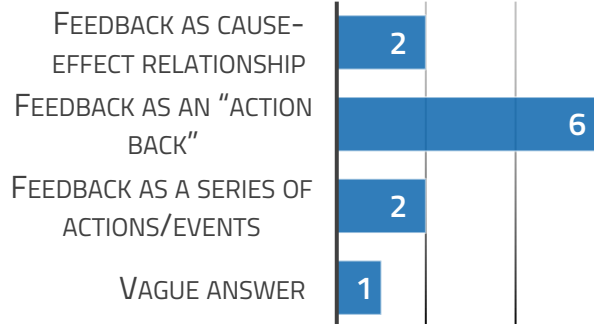 FEEDBACK AS CAUSE-
EFFECT RELATIONSHIP
2
FEEDBACK AS AN “ACTION
BACK”
6
FEEDBACK AS A SERIES OF
ACTIONS/EVENTS
2
VAGUE ANSWER
1